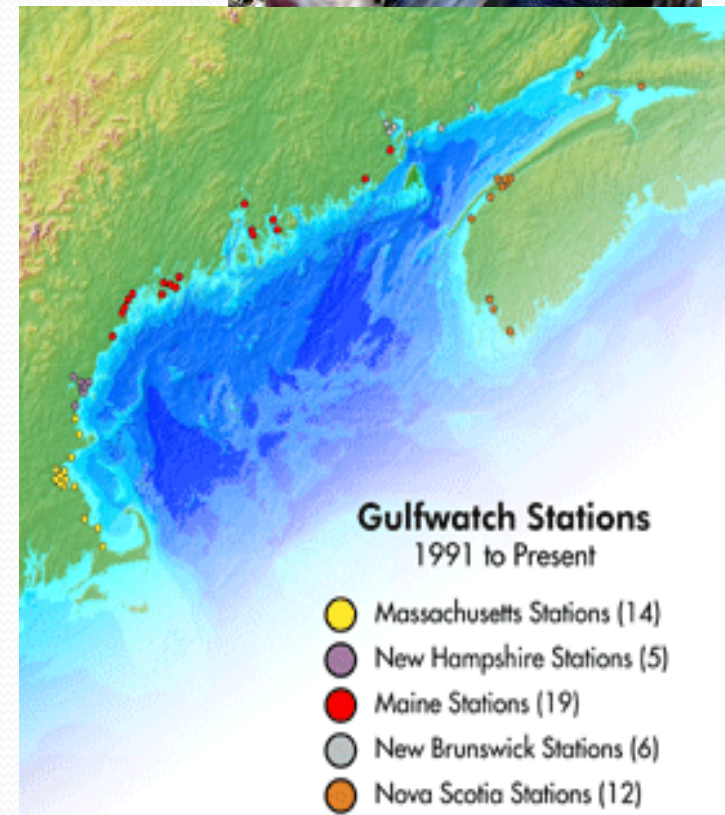 Gulfwatch Stations
1991 to Present
Massachusetts Stations (14)
New Hampshire Stations (5)
Maine Stations (19)
New Brunswick Stations (6)
Nova Scotia Stations (12)